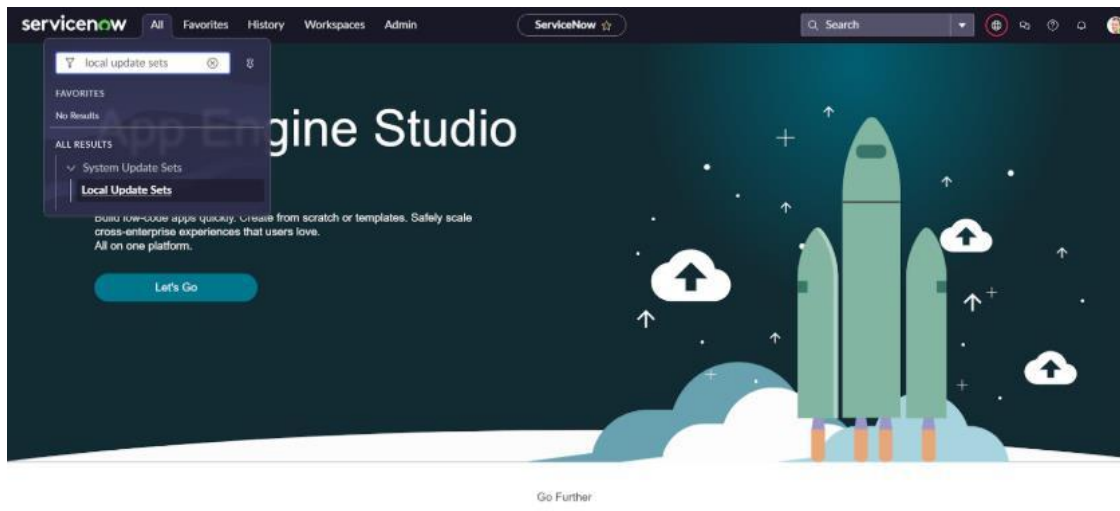 servicenow All Favorites History Workspaces Admin ServiceNow Search
local update sets
FAVORITES
No Results
App Engine Studio
ALL RESULTS
System Update Sets
Local Update Sets
Build low-code apps quickly. Create from scratch or templates. Safely scale
cross-enterprise experiences that users love.
All on one platform.
Let's Go
Go Further